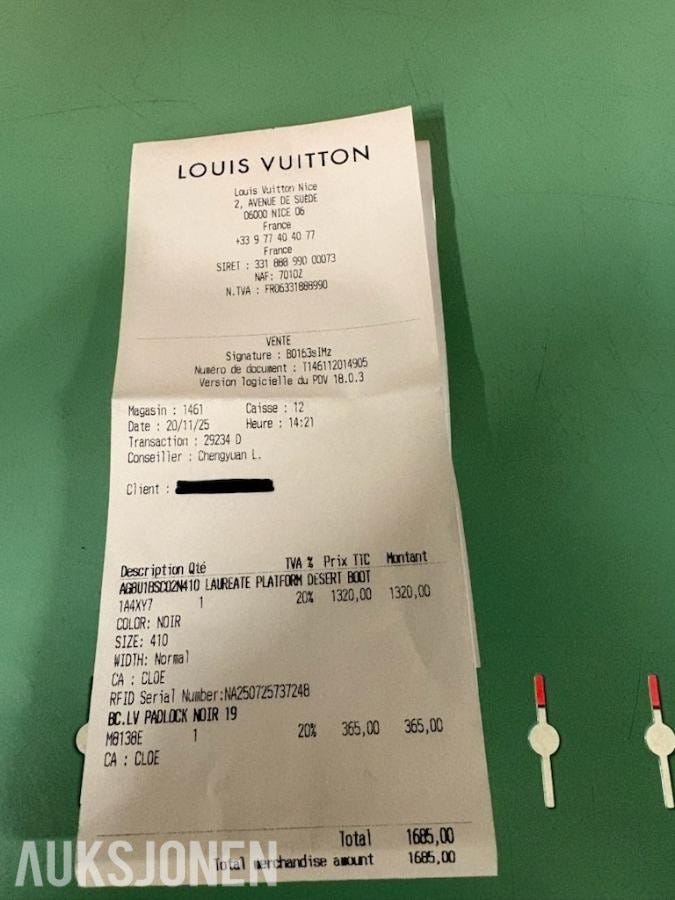 LOUIS VUITTON
Louis Vuitton Nice
2, AVENUE DE SUÈDE
06000 NICE 06
France
+33 9 77 40 40 77
France
SIRET : 331 888 990 00073
NAF: 7010Z
N.TVA : FR06331888990
VENTE
Signature : B0163sIMz
Numéro de document : T146112014905
Version logicielle du PDV 18.0.3
Magasin : 1461 Caisse : 12
Date : 20/11/25 Heure : 14:21
Transaction : 29234 D
Conseiller : Chengyuan L.
Client :
Description Qté TVA % Prix TTC Montant
AG8U1BSC02N410 LAUREATE PLATFORM DESERT BOOT
1A4XY7 1 20% 1320,00 1320,00
COLOR: NOIR
SIZE: 410
WIDTH: Normal
CA : CLOE
RFID Serial Number:NA250725737248
BC.LV PADLOCK NOIR 19
M8138E 1 20% 365,00 365,00
CA : CLOE
Total 1685,00
Total merchandise amount 1685,00
AUKSJONEN